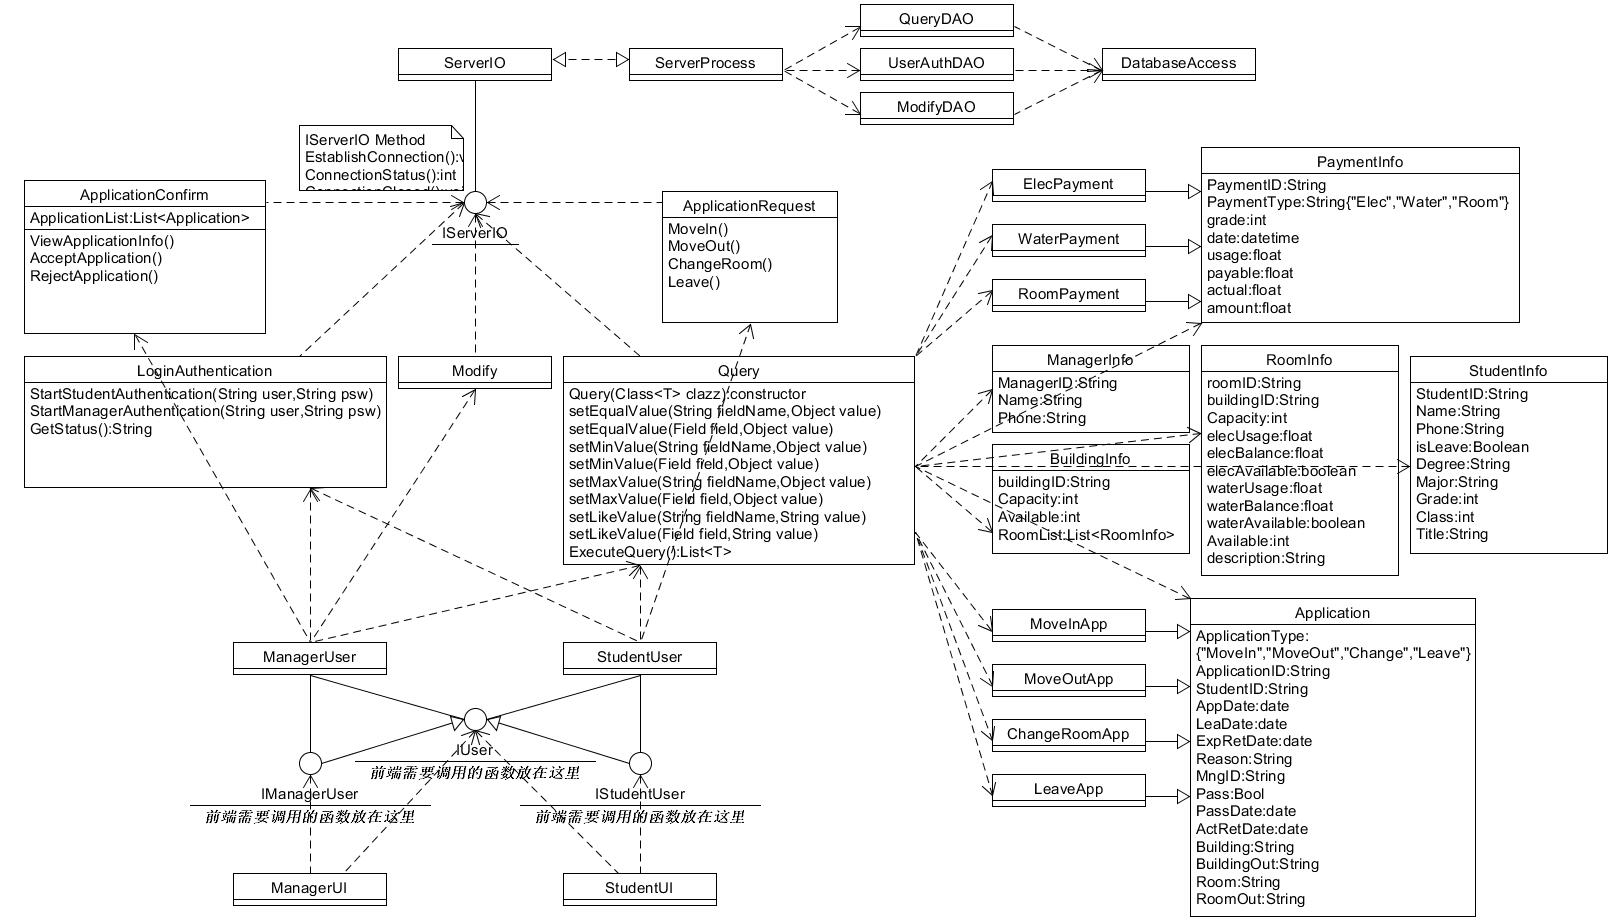 QueryDAO
ServerIO
ServerProcess
UserAuthDAO
DatabaseAccess
ModifyDAO
IServerIO Method
EstablishConnection():v
ConnectionStatus():int
ApplicationConfirm
ApplicationList:List<Application>
ViewApplicationInfo()
AcceptApplication()
RejectApplication()
IServerIO
ApplicationRequest
MoveIn()
MoveOut()
ChangeRoom()
Leave()
ElecPayment
WaterPayment
RoomPayment
PaymentInfo
PaymentID:String
PaymentType:String{"Elec","Water","Room"}
grade:int
date:datetime
usage:float
payable:float
actual:float
amount:float
LoginAuthentication
StartStudentAuthentication(String user,String psw)
StartManagerAuthentication(String user,String psw)
GetStatus():String
Modify
Query
Query(Class<T> clazz):constructor
setEqualValue(String fieldName,Object value)
setEqualValue(Field field,Object value)
setMinValue(String fieldName,Object value)
setMinValue(Field field,Object value)
setMaxValue(String fieldName,Object value)
setMaxValue(Field field,Object value)
setLikeValue(String fieldName,String value)
setLikeValue(Field field,String value)
ExecuteQuery():List<T>
ManagerInfo
ManagerID:String
Name:String
Phone:String
BuildingInfo
buildingID:String
Capacity:int
Available:int
RoomList:List<RoomInfo>
RoomInfo
roomID:String
buildingID:String
Capacity:int
elecUsage:float
elecBalance:float
elecAvailable:boolean
waterUsage:float
waterBalance:float
waterAvailable:boolean
Available:int
description:String
StudentInfo
StudentID:String
Name:String
Phone:String
isLeave:Boolean
Degree:String
Major:String
Grade:int
Class:int
Title:String
MoveInApp
MoveOutApp
ChangeRoomApp
LeaveApp
Application
ApplicationType:
{"MoveIn","MoveOut","Change","Leave"}
ApplicationID:String
StudentID:String
AppDate:date
LeaDate:date
ExpRetDate:date
Reason:String
MngID:String
Pass:Bool
PassDate:date
ActRetDate:date
Building:String
BuildingOut:String
Room:String
RoomOut:String
ManagerUser
StudentUser
IUser
前端需要调用的函数放在这里
IManagerUser
前端需要调用的函数放在这里
IStudentUser
前端需要调用的函数放在这里
ManagerUI
StudentUI